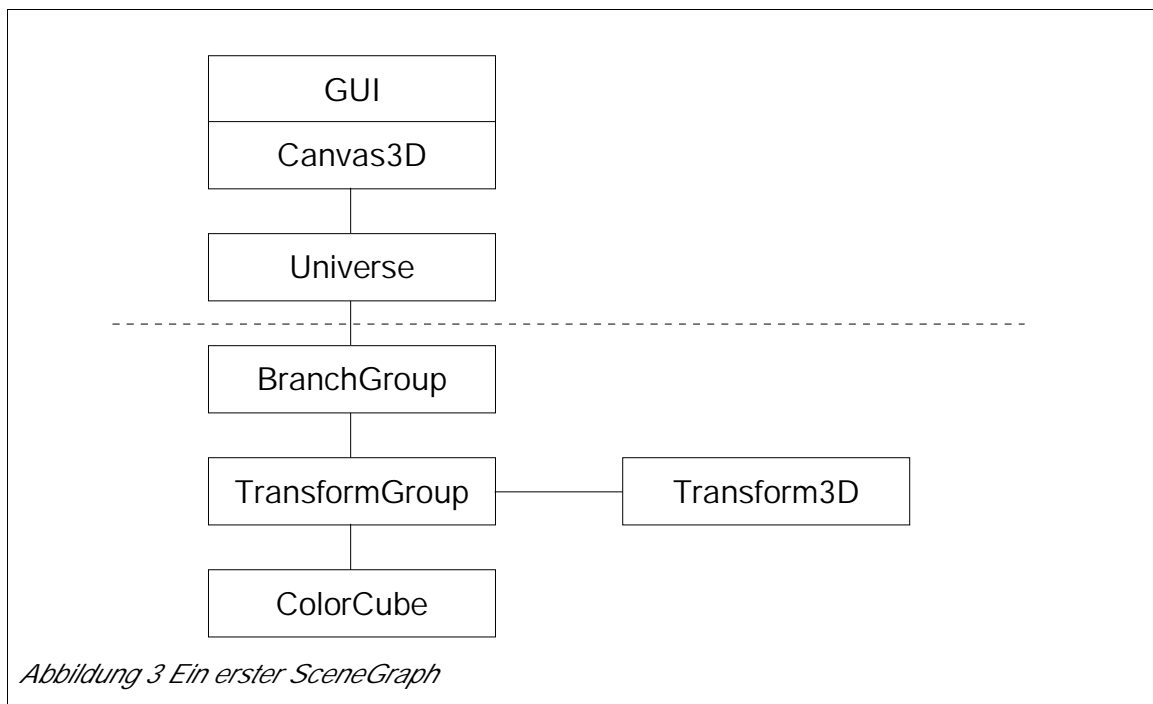 GUI
Canvas3D
Universe
BranchGroup
TransformGroup
Transform3D
ColorCube
Abbildung 3 Ein erster SceneGraph